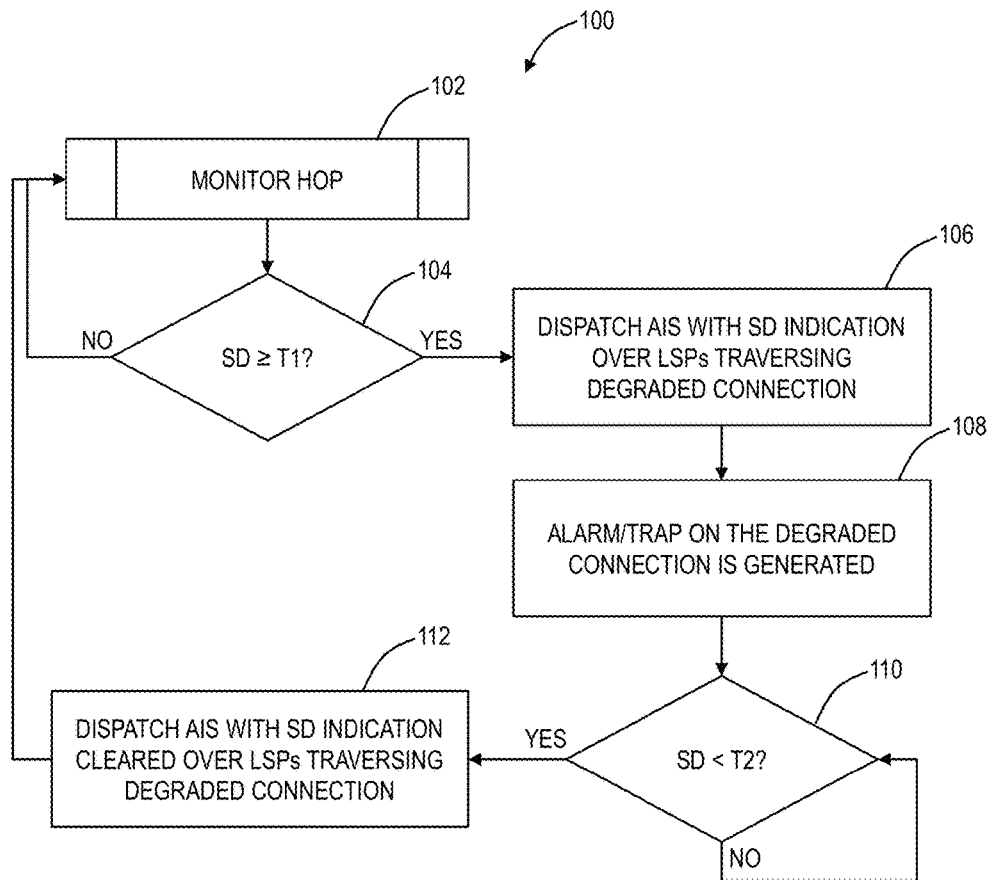 100
102
MONITOR HOP
104
NO
YES
SD ≥ T1?
106
DISPATCH AIS WITH SD INDICATION
OVER LSPs TRAVERSING
DEGRADED CONNECTION
108
ALARM/TRAP ON THE DEGRADED
CONNECTION IS GENERATED
110
SD < T2?
YES
NO
112
DISPATCH AIS WITH SD INDICATION
CLEARED OVER LSPs TRAVERSING
DEGRADED CONNECTION